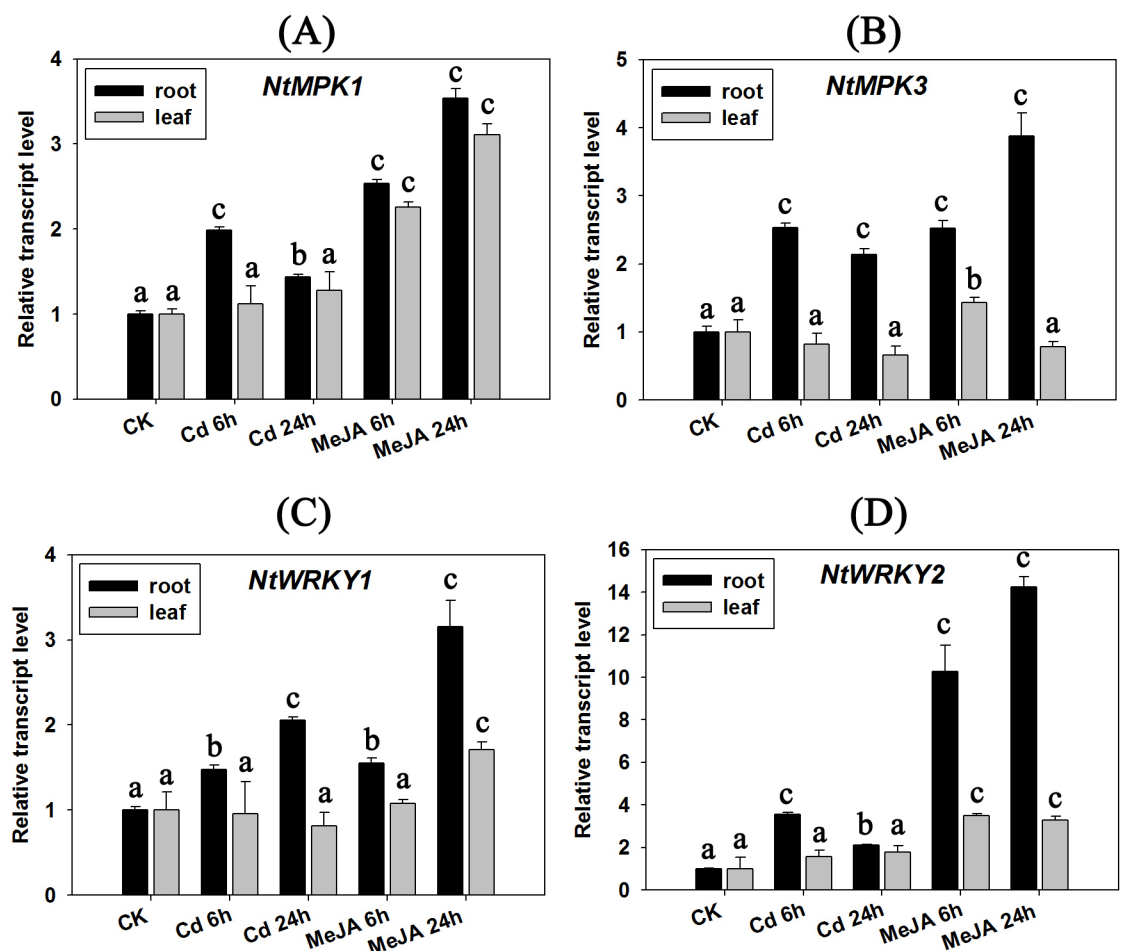 (A)
NtMPK1
root
leaf
Relative transcript level
4
3
2
1
0
a a c a b a c c c c
CK Cd 6h Cd 24h MeJA 6h MeJA 24h
(B)
NtMPK3
root
leaf
Relative transcript level
5
4
3
2
1
0
a a c a c a c b c a
CK Cd 6h Cd 24h MeJA 6h MeJA 24h
(C)
NtWRKY1
root
leaf
Relative transcript level
4
3
2
1
0
a a b a c a b a c c
CK Cd 6h Cd 24h MeJA 6h MeJA 24h
(D)
NtWRKY2
root
leaf
Relative transcript level
16
14
12
10
8
6
4
2
0
a a c a b a c c c c
CK Cd 6h Cd 24h MeJA 6h MeJA 24h